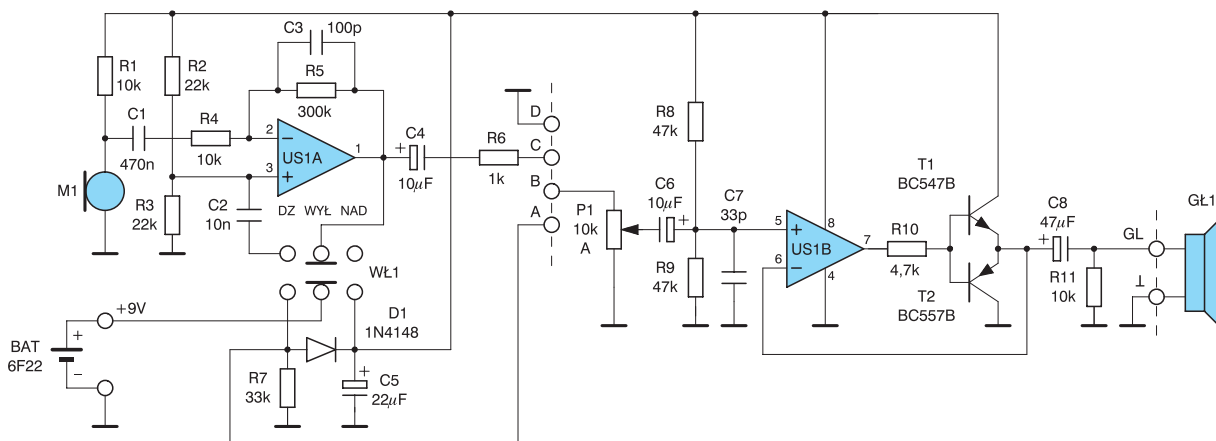 R1
10k
R2
22k
C3
100p
R5
300k
C1
470n
R4
10k
2
3
1
US1A
C4
10µF
R6
1k
D
C
B
A
M1
R3
22k
C2
10n
DZ WYŁ NAD
WŁ1
+9V
BAT
6F22
D1
1N4148
R7
33k
C5
22µF
P1
10k
A
C6
10µF
R8
47k
R9
47k
C7
33p
5
6
8
4
7
US1B
R10
4,7k
T1
BC547B
T2
BC557B
C8
47µF
R11
10k
GL
⊥
GŁ1